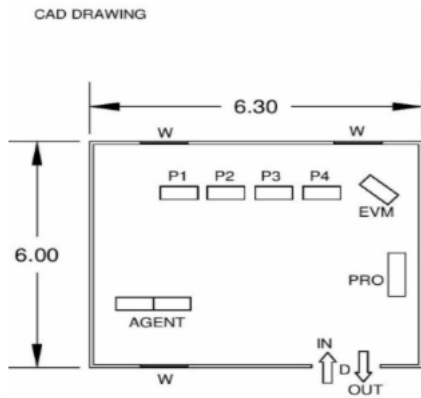 CAD DRAWING
6.30
W W
P1 P2 P3 P4
EVM
6.00
PRO
AGENT
IN
D
W
OUT